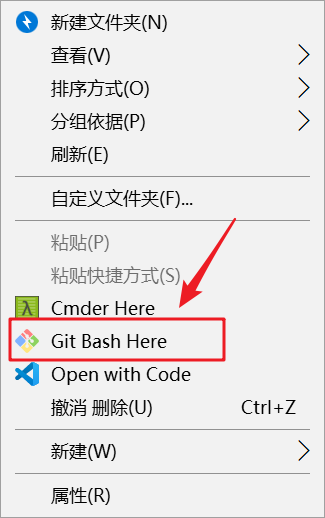 新建文件夹(N)
查看(V)
排序方式(O)
分组依据(P)
刷新(E)
自定义文件夹(F)...
粘贴(P)
粘贴快捷方式(S)
Cmder Here
Git Bash Here
Open with Code
撤消 删除(U) Ctrl+Z
新建(W)
属性(R)